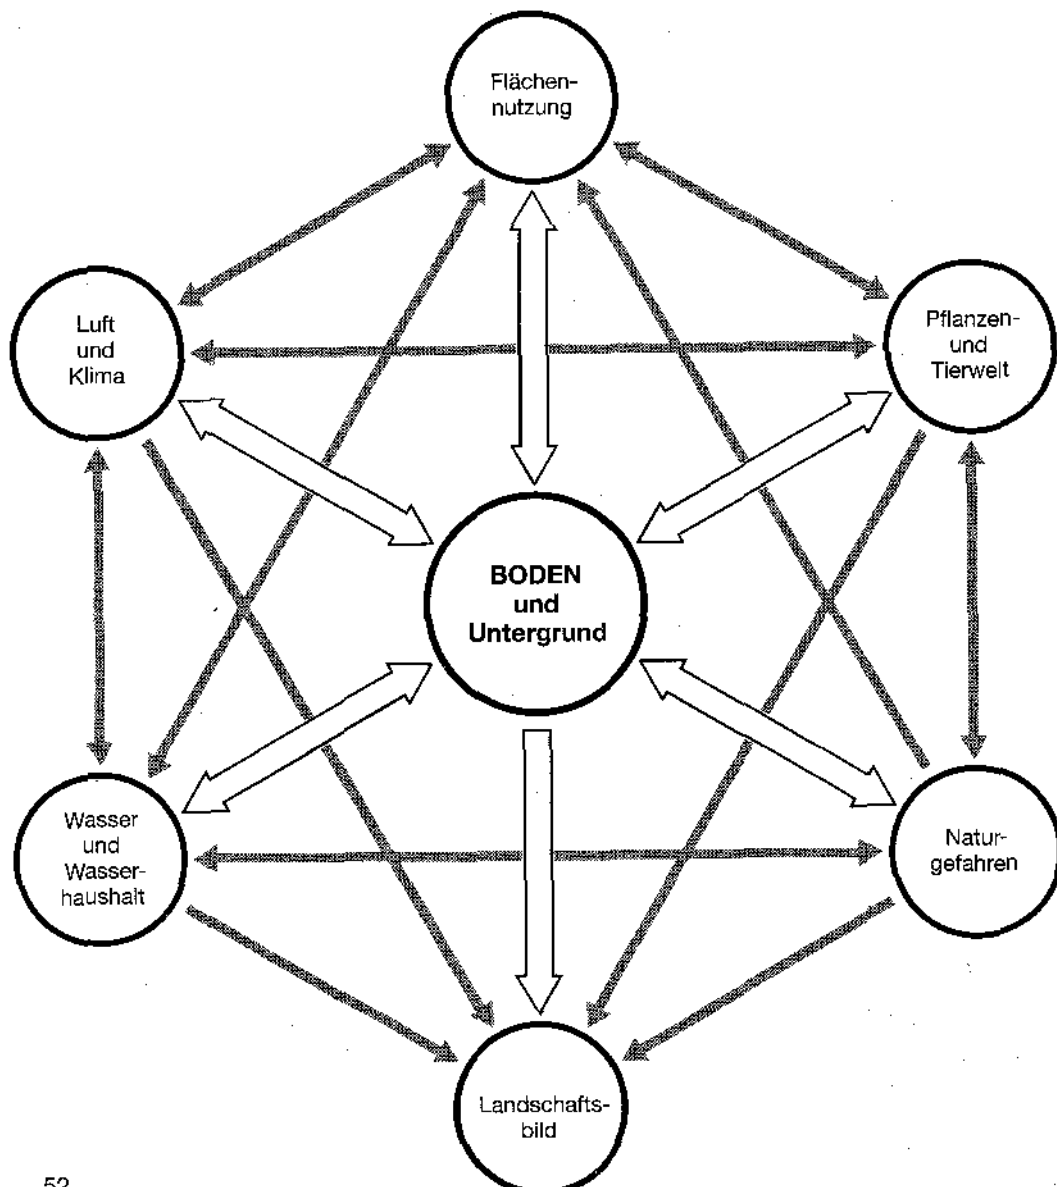 Flächen-
nutzung
Luft
und
Klima
Pflanzen-
und
Tierwelt
BODEN
und
Untergrund
Wasser
und
Wasser-
haushalt
Natur-
gefahren
Landschafts-
bild
52